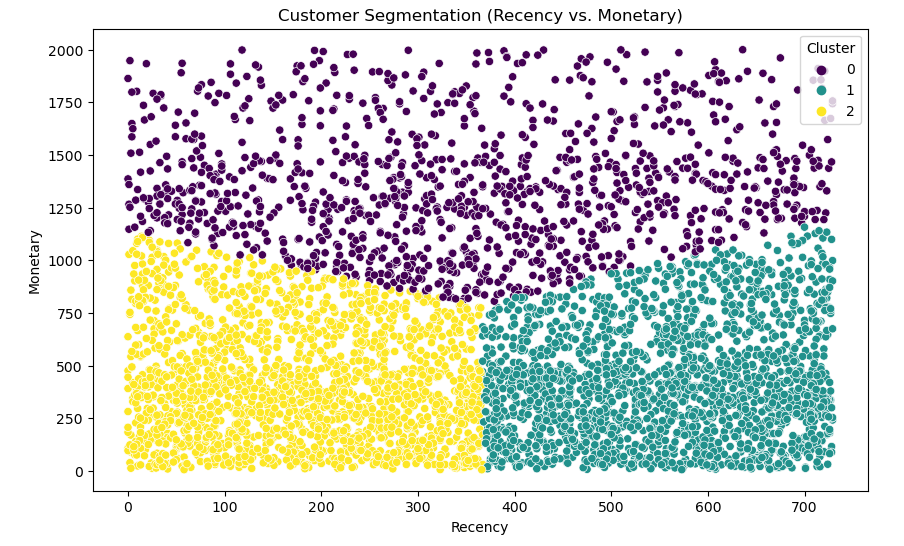 Customer Segmentation (Recency vs. Monetary)
Cluster
0
1
2
2000
1750
1500
1250
1000
750
500
250
0
Monetary
0 100 200 300 400 500 600 700
Recency